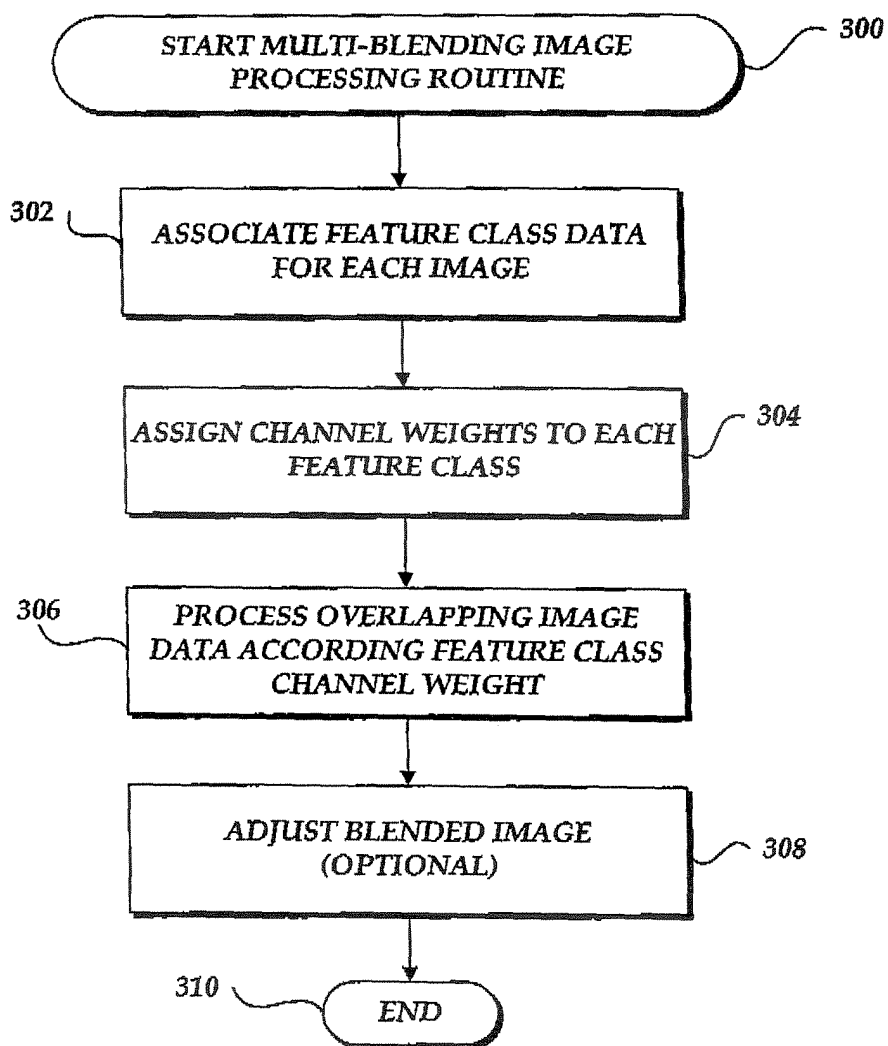 START MULTI-BLENDING IMAGE
PROCESSING ROUTINE
300
302
ASSOCIATE FEATURE CLASS DATA
FOR EACH IMAGE
ASSIGN CHANNEL WEIGHTS TO EACH
FEATURE CLASS
304
306
PROCESS OVERLAPPING IMAGE
DATA ACCORDING FEATURE CLASS
CHANNEL WEIGHT
ADJUST BLENDED IMAGE
(OPTIONAL)
308
310
END